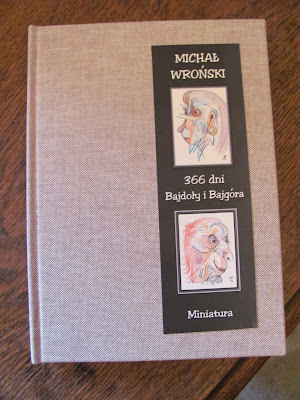 MICHAŁ
WROŃSKI
366 dni
Bajdoły i Bajgóra
Miniatura